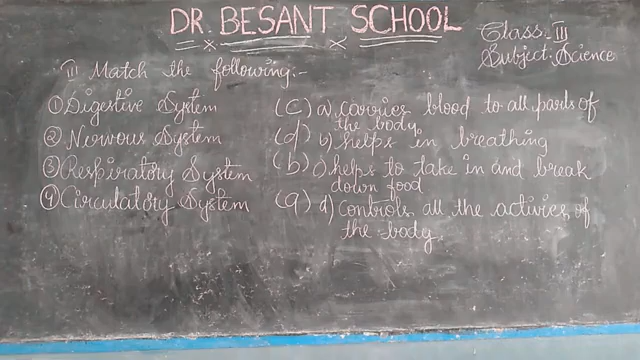 DR. BESANT SCHOOL
Class - III
Subject: Science
III Match the following:-
① Digestive System (c) a) carries blood to all parts of
the body
② Nervous System (d) b) helps in breathing
③ Respiratory System (b) c) helps to take in and break
down food
④ Circulatory System (a) d) controls all the activies of
the body